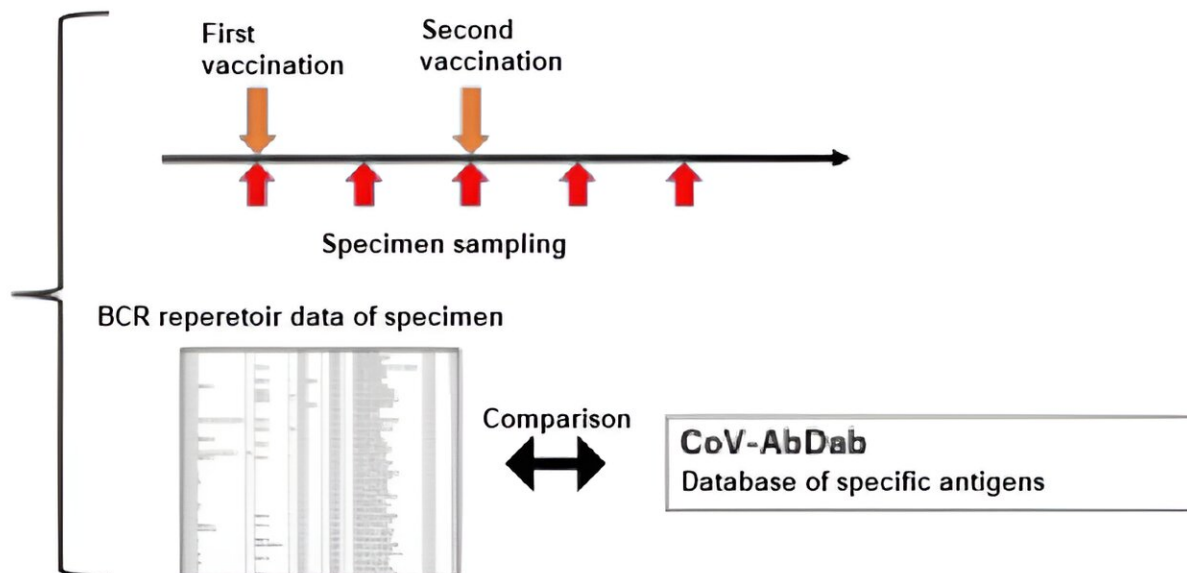 First
vaccination
Second
vaccination
Specimen sampling
BCR reperetoir data of specimen
Comparison
CoV-AbDab
Database of specific antigens